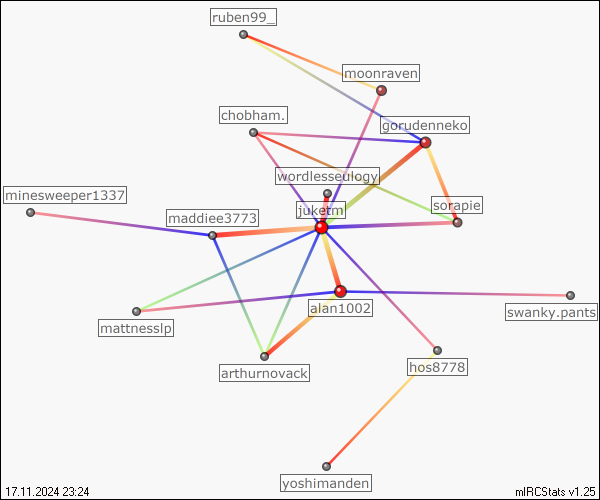 ruben99_
moonraven
chobham.
gorudenneko
wordlesseulogy
minesweeper1337
sorapie
juketm
maddiee3773
alan1002
swanky.pants
mattnesslp
hos8778
arthurnovack
yoshimanden
17.11.2024 23:24
mIRCStats v1.25